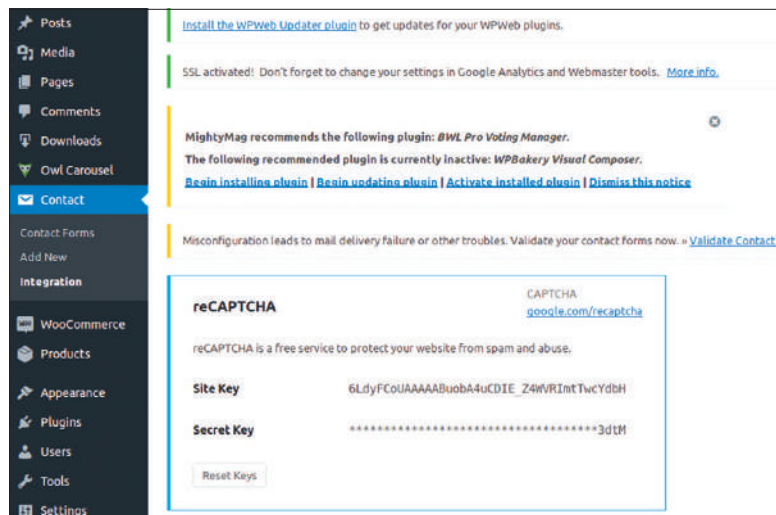 Posts
Media
Pages
Comments
Downloads
Owl Carousel
Contact
Contact Forms
Add New
Integration
WooCommerce
Products
Appearance
Plugins
Users
Tools
Settings
Install the WPWeb Updater plugin to get updates for your WPWeb plugins.
SSL activated! Don't forget to change your settings in Google Analytics and Webmaster tools. More info.
MightyMag recommends the following plugin: BWL Pro Voting Manager.
The following recommended plugin is currently inactive: WPBakery Visual Composer.
Begin installing plugin | Begin updating plugin | Activate installed plugin | Dismiss this notice
Misconfiguration leads to mail delivery failure or other troubles. Validate your contact forms now. » Validate Contact
reCAPTCHA
CAPTCHA
google.com/recaptcha
reCAPTCHA is a free service to protect your website from spam and abuse.
Site Key 6LdyFCoUAAAAABuobA4uCDIE_Z4WVRImtTwcYdbH
Secret Key ************************************3dtM
Reset Keys